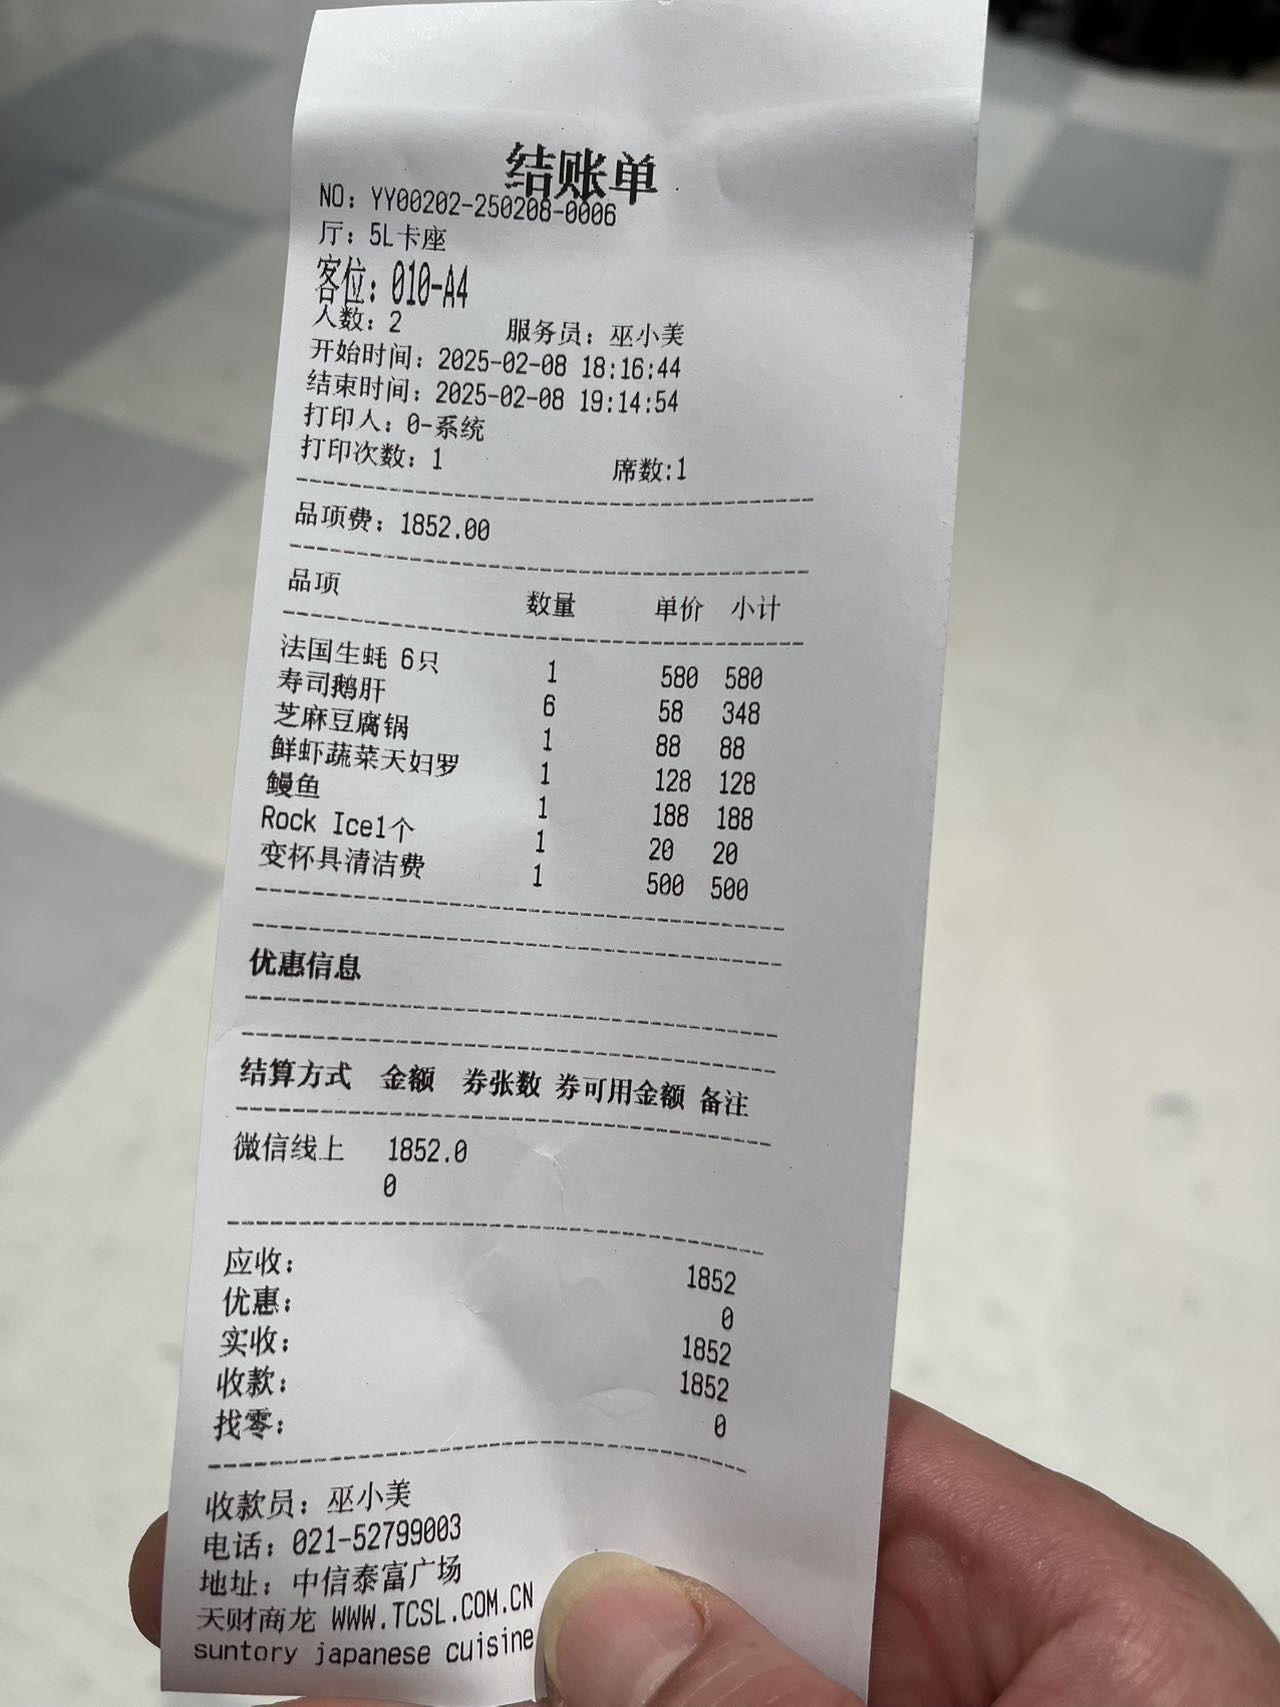 结账单
NO: YY00202-250208-0006
厅: 5L卡座
客位: 010-A4
人数: 2 服务员: 巫小美
开始时间: 2025-02-08 18:16:44
结束时间: 2025-02-08 19:14:54
打印人: 0-系统
打印次数: 1 席数:1
品项费: 1852.00
品项 数量 单价 小计
法国生蚝 6只 1 580 580
寿司鹅肝 6 58 348
芝麻豆腐锅 1 88 88
鲜虾蔬菜天妇罗 1 128 128
鳗鱼 1 188 188
Rock Ice1个 1 20 20
变杯具清洁费 1 500 500
优惠信息
结算方式 金额 券张数 券可用金额 备注
微信线上 1852.0
0
应收: 1852
优惠: 0
实收: 1852
收款: 1852
找零: 0
收款员: 巫小美
电话: 021-52799003
地址: 中信泰富广场
天财商龙 WWW.TCSL.COM.CN
suntory japanese cuisine